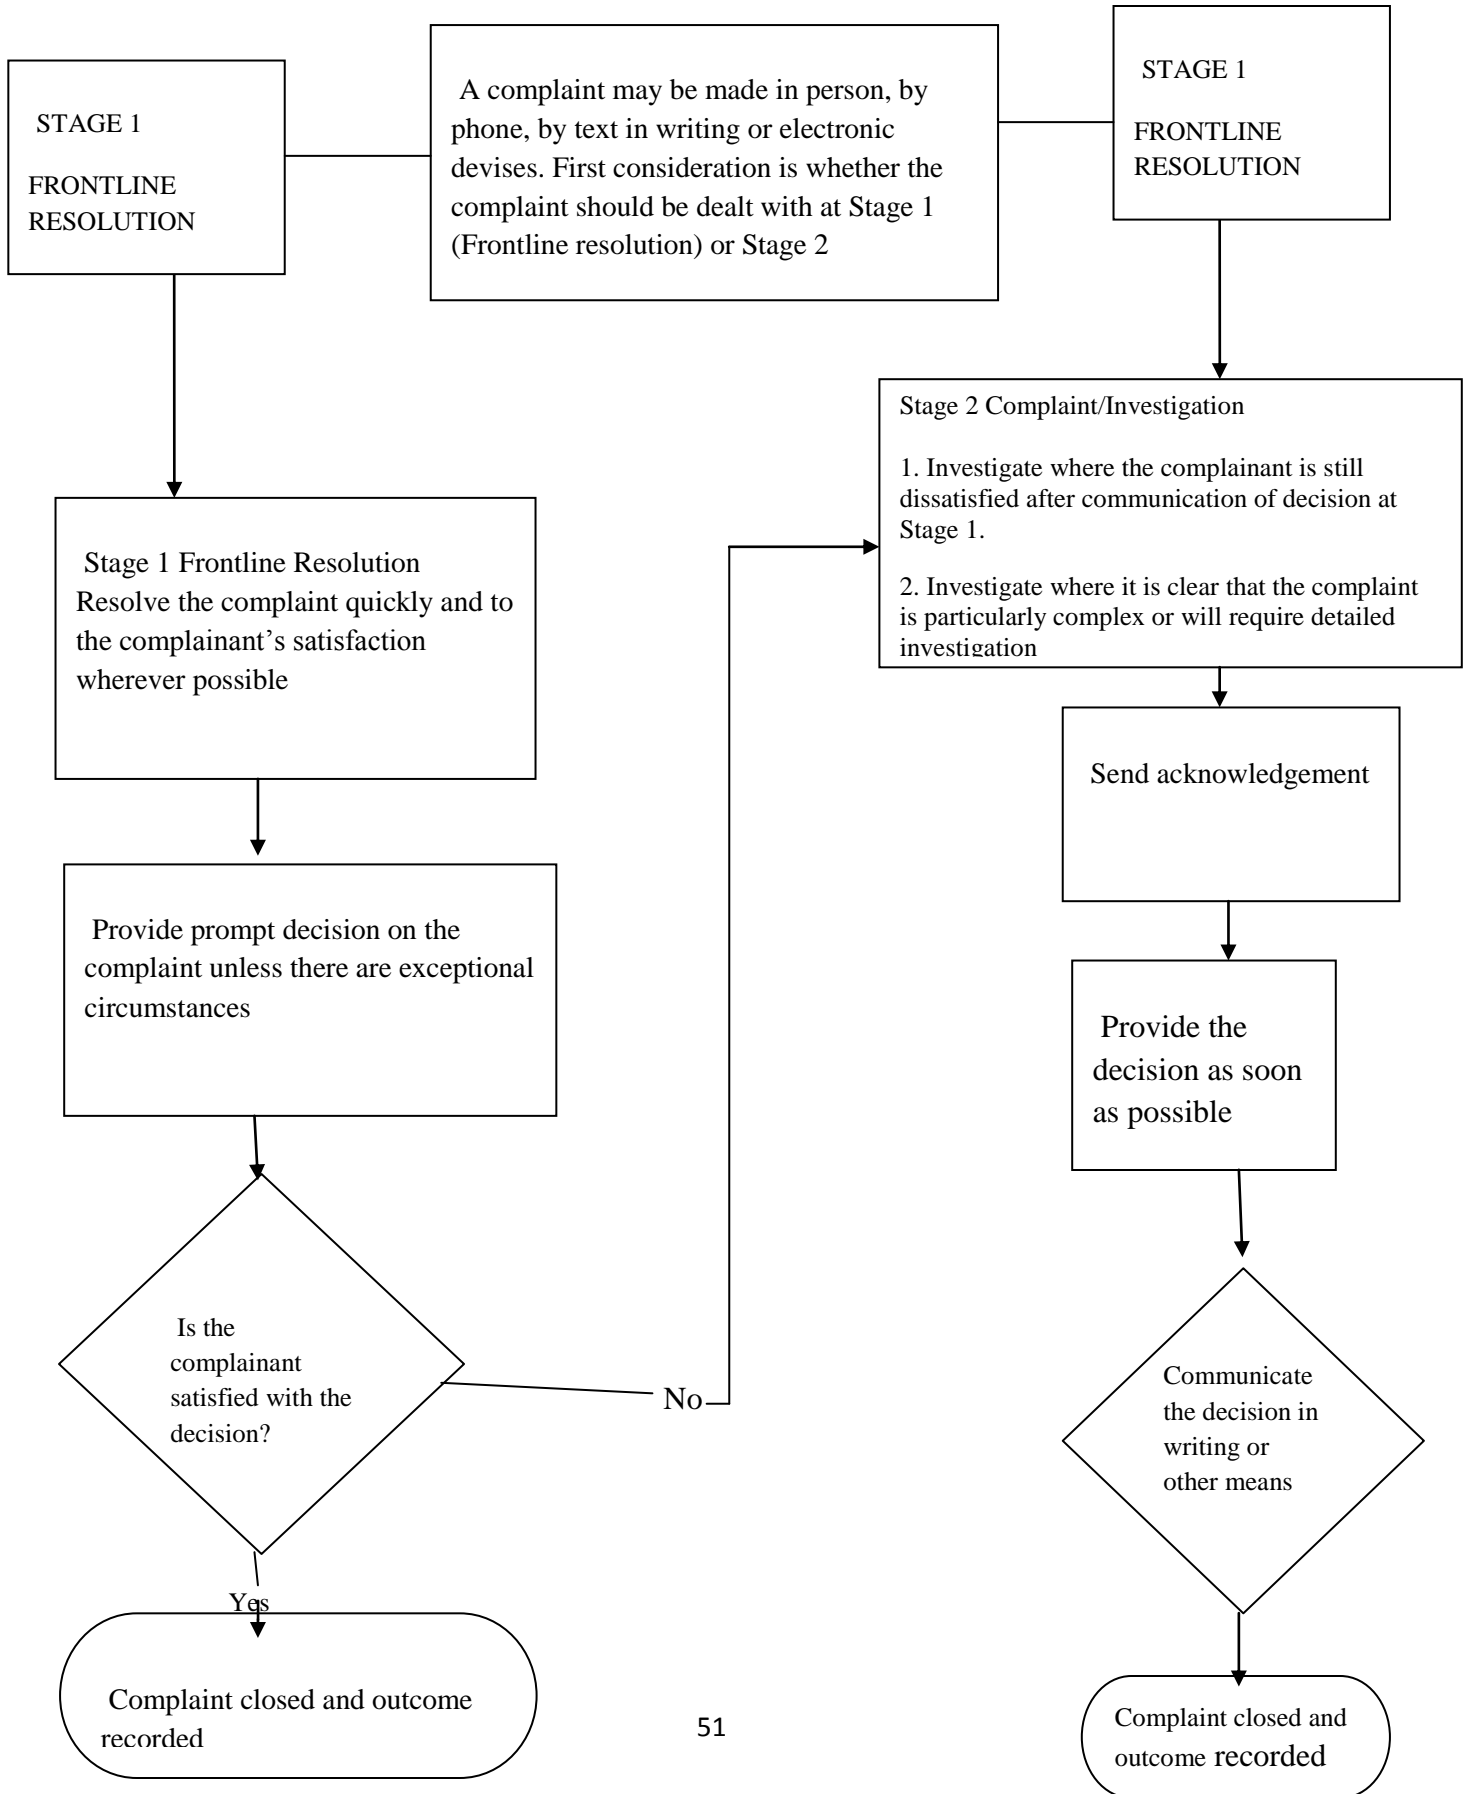 STAGE 1
FRONTLINE
RESOLUTION
A complaint may be made in person, by
phone, by text in writing or electronic
devises. First consideration is whether the
complaint should be dealt with at Stage 1
(Frontline resolution) or Stage 2
STAGE 1
FRONTLINE
RESOLUTION
Stage 1 Frontline Resolution
Resolve the complaint quickly and to
the complainant’s satisfaction
wherever possible
Provide prompt decision on the
complaint unless there are exceptional
circumstances
Is the
complainant
satisfied with the
decision?
No
Yes
Complaint closed and outcome
recorded
Stage 2 Complaint/Investigation
1. Investigate where the complainant is still
dissatisfied after communication of decision at
Stage 1.
2. Investigate where it is clear that the complaint
is particularly complex or will require detailed
investigation
Send acknowledgement
Provide the
decision as soon
as possible
Communicate
the decision in
writing or
other means
Complaint closed and
outcome recorded
51